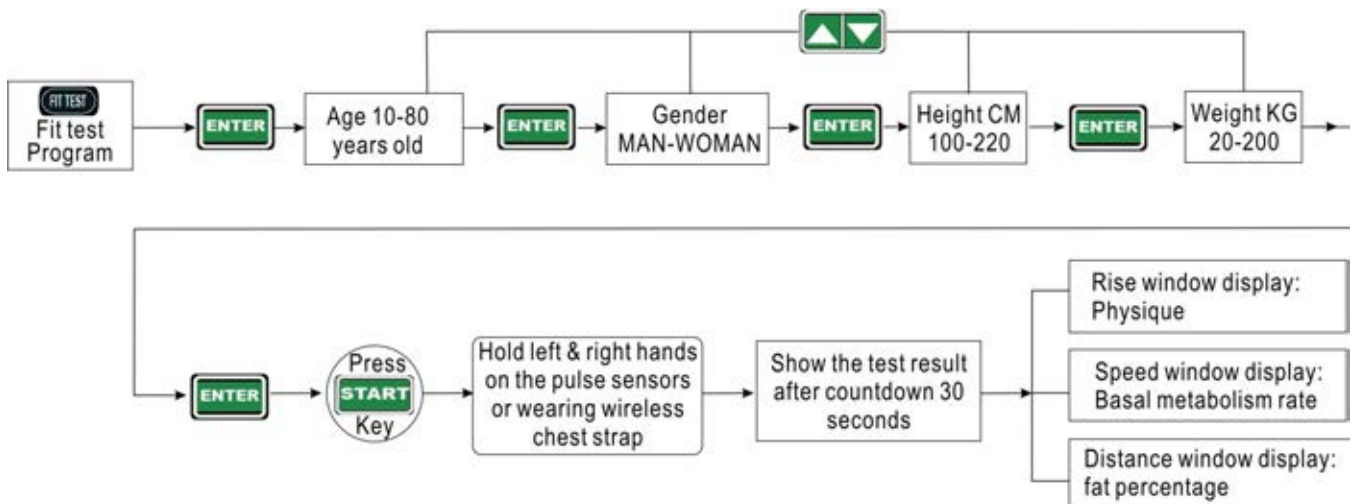 FIT TEST
Fit test
Program
ENTER
Age 10-80
years old
ENTER
Gender
MAN-WOMAN
ENTER
Height CM
100-220
ENTER
Weight KG
20-200
ENTER
Press
START
Key
Hold left & right hands
on the pulse sensors
or wearing wireless
chest strap
Show the test result
after countdown 30
seconds
Rise window display:
Physique
Speed window display:
Basal metabolism rate
Distance window display:
fat percentage